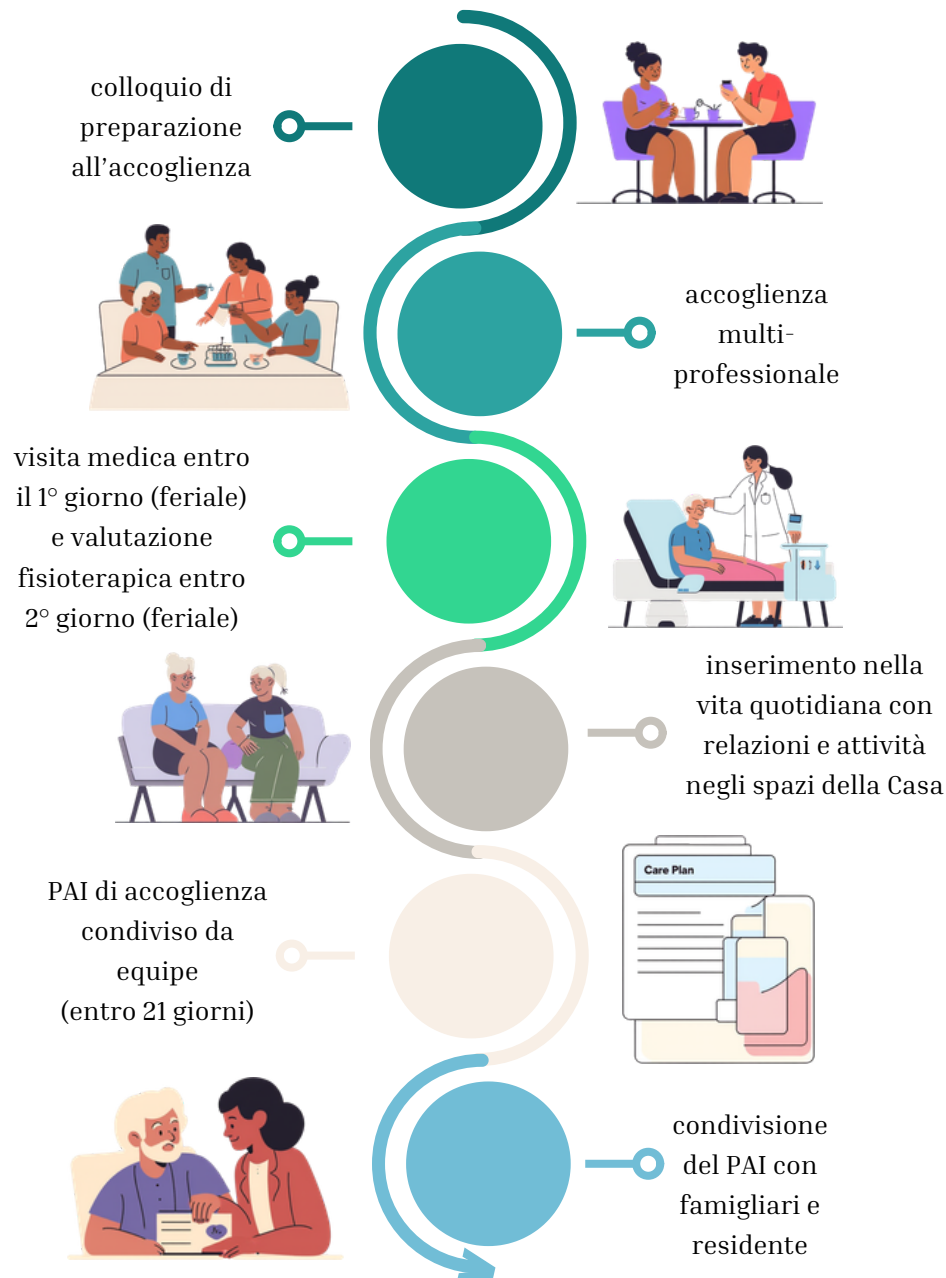 colloquio di
preparazione
all’accoglienza
accoglienza
multi-
professionale
visita medica entro
il 1° giorno (feriale)
e valutazione
fisioterapica entro
2° giorno (feriale)
inserimento nella
vita quotidiana con
relazioni e attività
negli spazi della Casa
PAI di accoglienza
condiviso da
equipe
(entro 21 giorni)
Care Plan
condivisione
del PAI con
famigliari e
residente